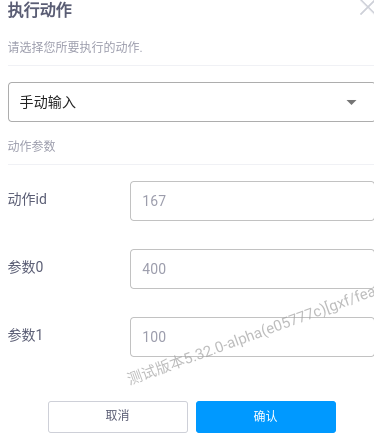 执行动作
请选择您所要执行的动作.
手动输入
动作参数
动作id
167
参数0
400
参数1
100
测试版本5.32.0-alpha(e05777c)[gxf/fea
取消
确认